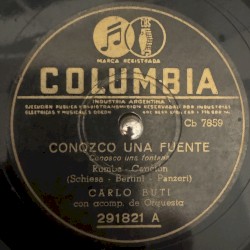 MARCA REGISTRADA
COLUMBIA
INDUSTRIA ARGENTINA
Cb 7859
CONOZCO UNA FUENTE
Conosco una fontana
Rumba - Canción
(Schiesa - Bertini - Panzeri)
CARLO BUTI
con acomp. de Orquesta
291821 A